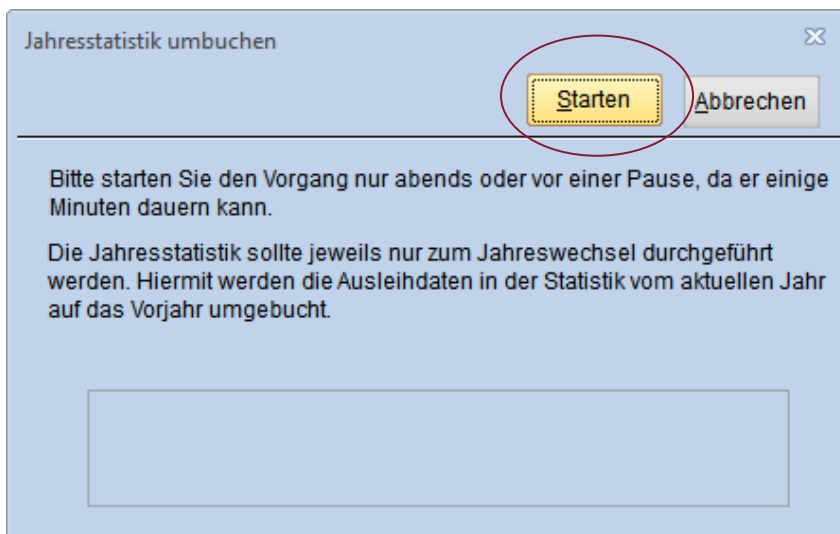 Jahresstatistik umbuchen
Starten
Abbrechen
Bitte starten Sie den Vorgang nur abends oder vor einer Pause, da er einige
Minuten dauern kann.
Die Jahresstatistik sollte jeweils nur zum Jahreswechsel durchgeführt
werden. Hiermit werden die Ausleihdaten in der Statistik vom aktuellen Jahr
auf das Vorjahr umgebucht.